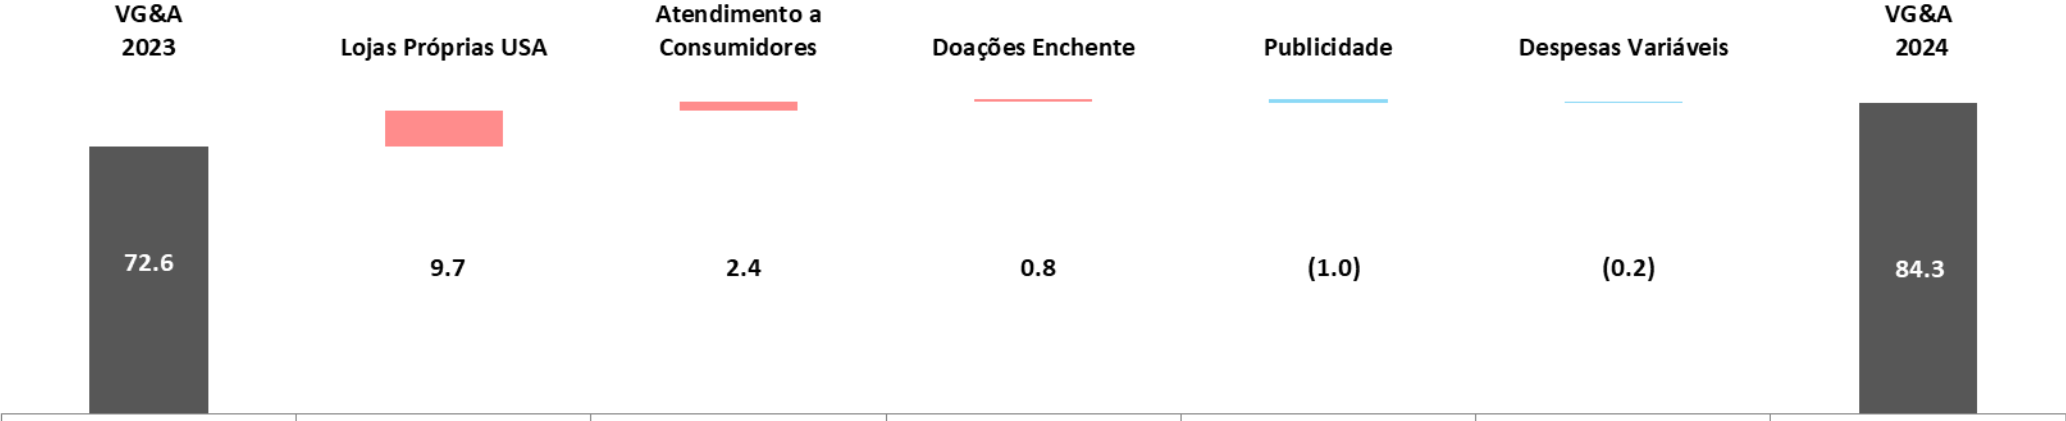 VG&A
2023
Lojas Próprias USA
Atendimento a
Consumidores
Doações Enchente
Publicidade
Despesas Variáveis
VG&A
2024
72.6
9.7
2.4
0.8
(1.0)
(0.2)
84.3